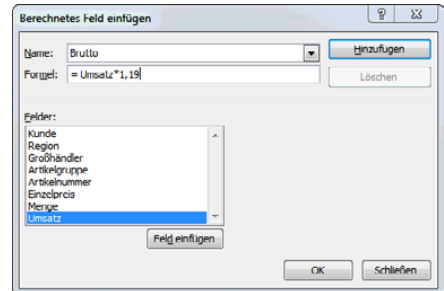 Berechnetes Feld einfügen
Name: Brutto
Hinzufügen
Formel: = Umsatz*1,19
Löschen
Felder:
Kunde
Region
Großhändler
Artikelgruppe
Artikelnummer
Einzelpreis
Menge
Umsatz
Feld einfügen
OK
Schließen